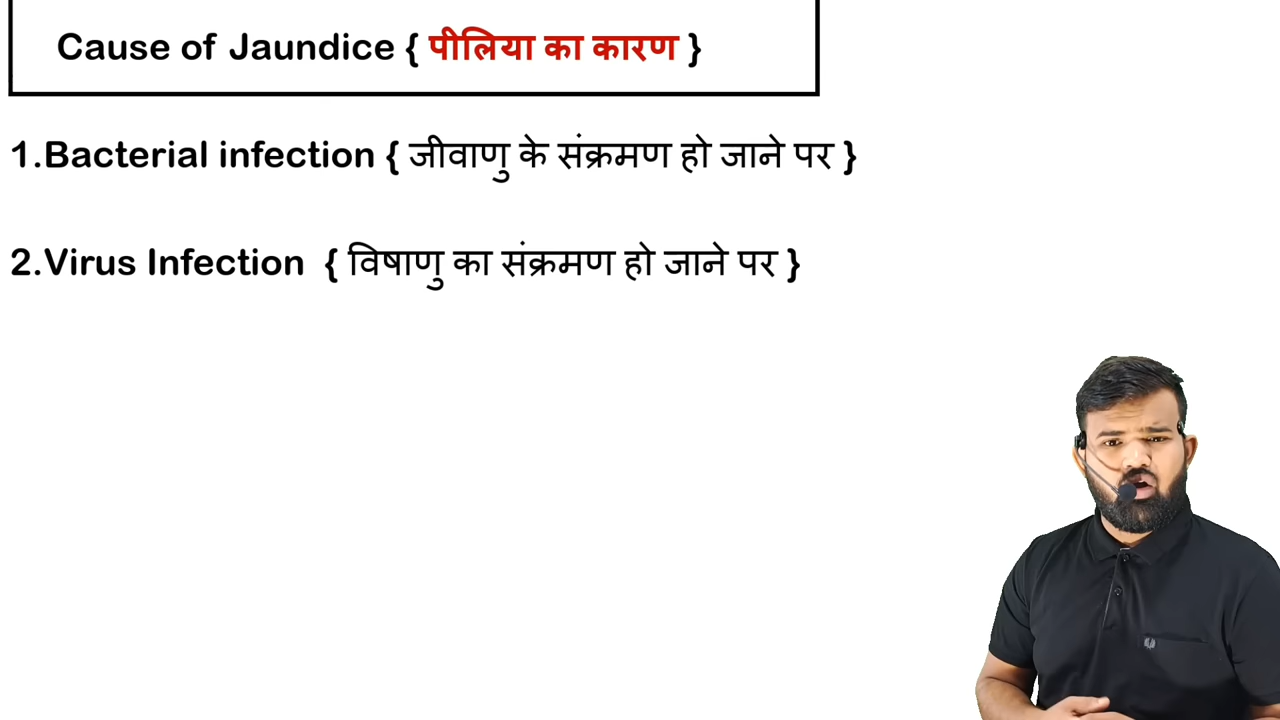 Cause of Jaundice { पीलिया का कारण }
1.Bacterial infection { जीवाणु के संक्रमण हो जाने पर }
2.Virus Infection { विषाणु का संक्रमण हो जाने पर }